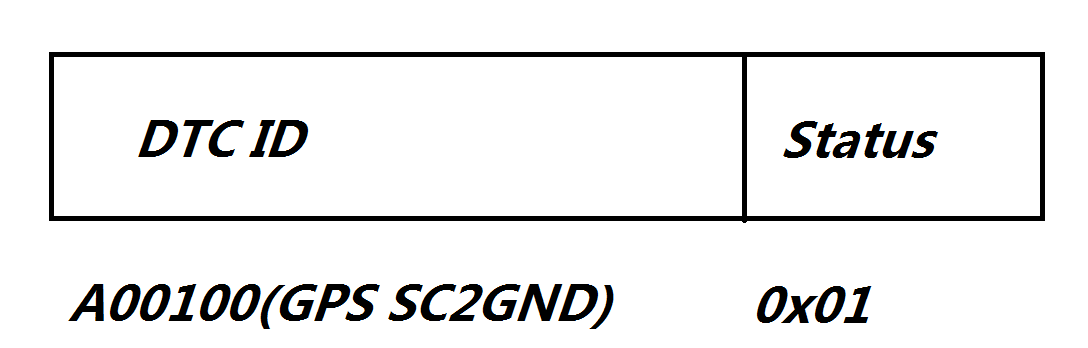 DTC ID Status
A00100(GPS SC2GND) 0x01